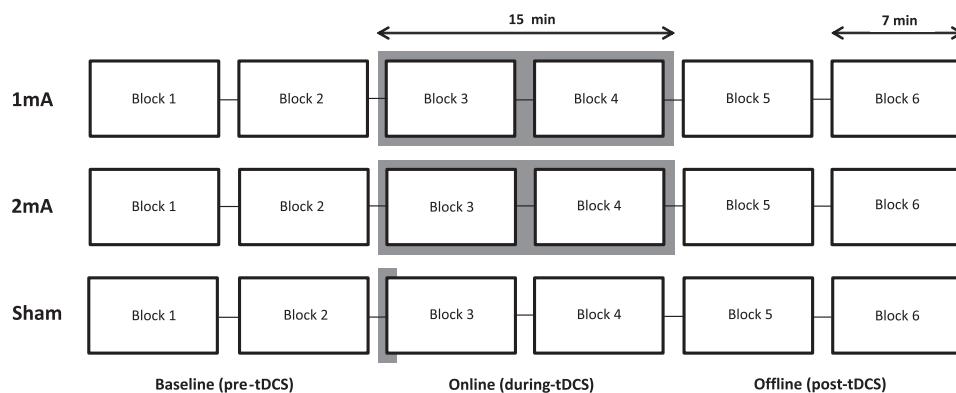 15 min
7 min
1mA Block 1 Block 2 Block 3 Block 4 Block 5 Block 6
2mA Block 1 Block 2 Block 3 Block 4 Block 5 Block 6
Sham Block 1 Block 2 Block 3 Block 4 Block 5 Block 6
Baseline (pre-tDCS) Online (during-tDCS) Offline (post-tDCS)